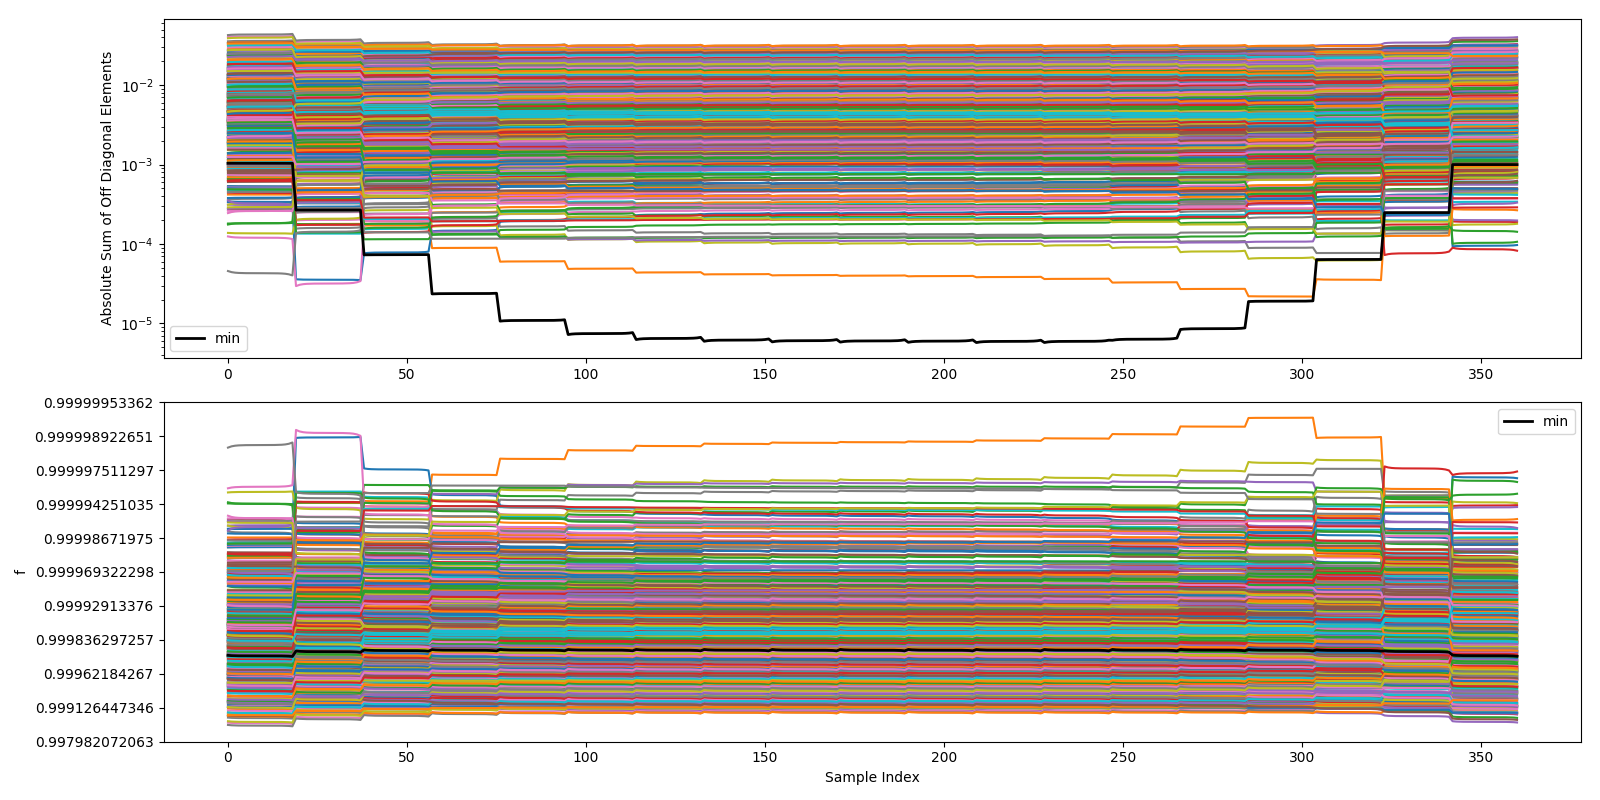 Absolute Sum of Off Diagonal Elements
10⁻²
10⁻³
10⁻⁴
10⁻⁵
min
0 50 100 150 200 250 300 350
f
0.99999953362
0.999998922651
0.999997511297
0.999994251035
0.99998671975
0.999969322298
0.99992913376
0.999836297257
0.99962184267
0.999126447346
0.997982072063
min
0 50 100 150 200 250 300 350
Sample Index